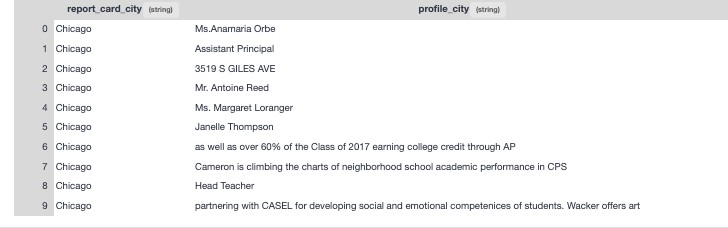 report_card_city (string) profile_city (string)
0 Chicago Ms.Anamaria Orbe
1 Chicago Assistant Principal
2 Chicago 3519 S GILES AVE
3 Chicago Mr. Antoine Reed
4 Chicago Ms. Margaret Loranger
5 Chicago Janelle Thompson
6 Chicago as well as over 60% of the Class of 2017 earning college credit through AP
7 Chicago Cameron is climbing the charts of neighborhood school academic performance in CPS
8 Chicago Head Teacher
9 Chicago partnering with CASEL for developing social and emotional competenices of students. Wacker offers art